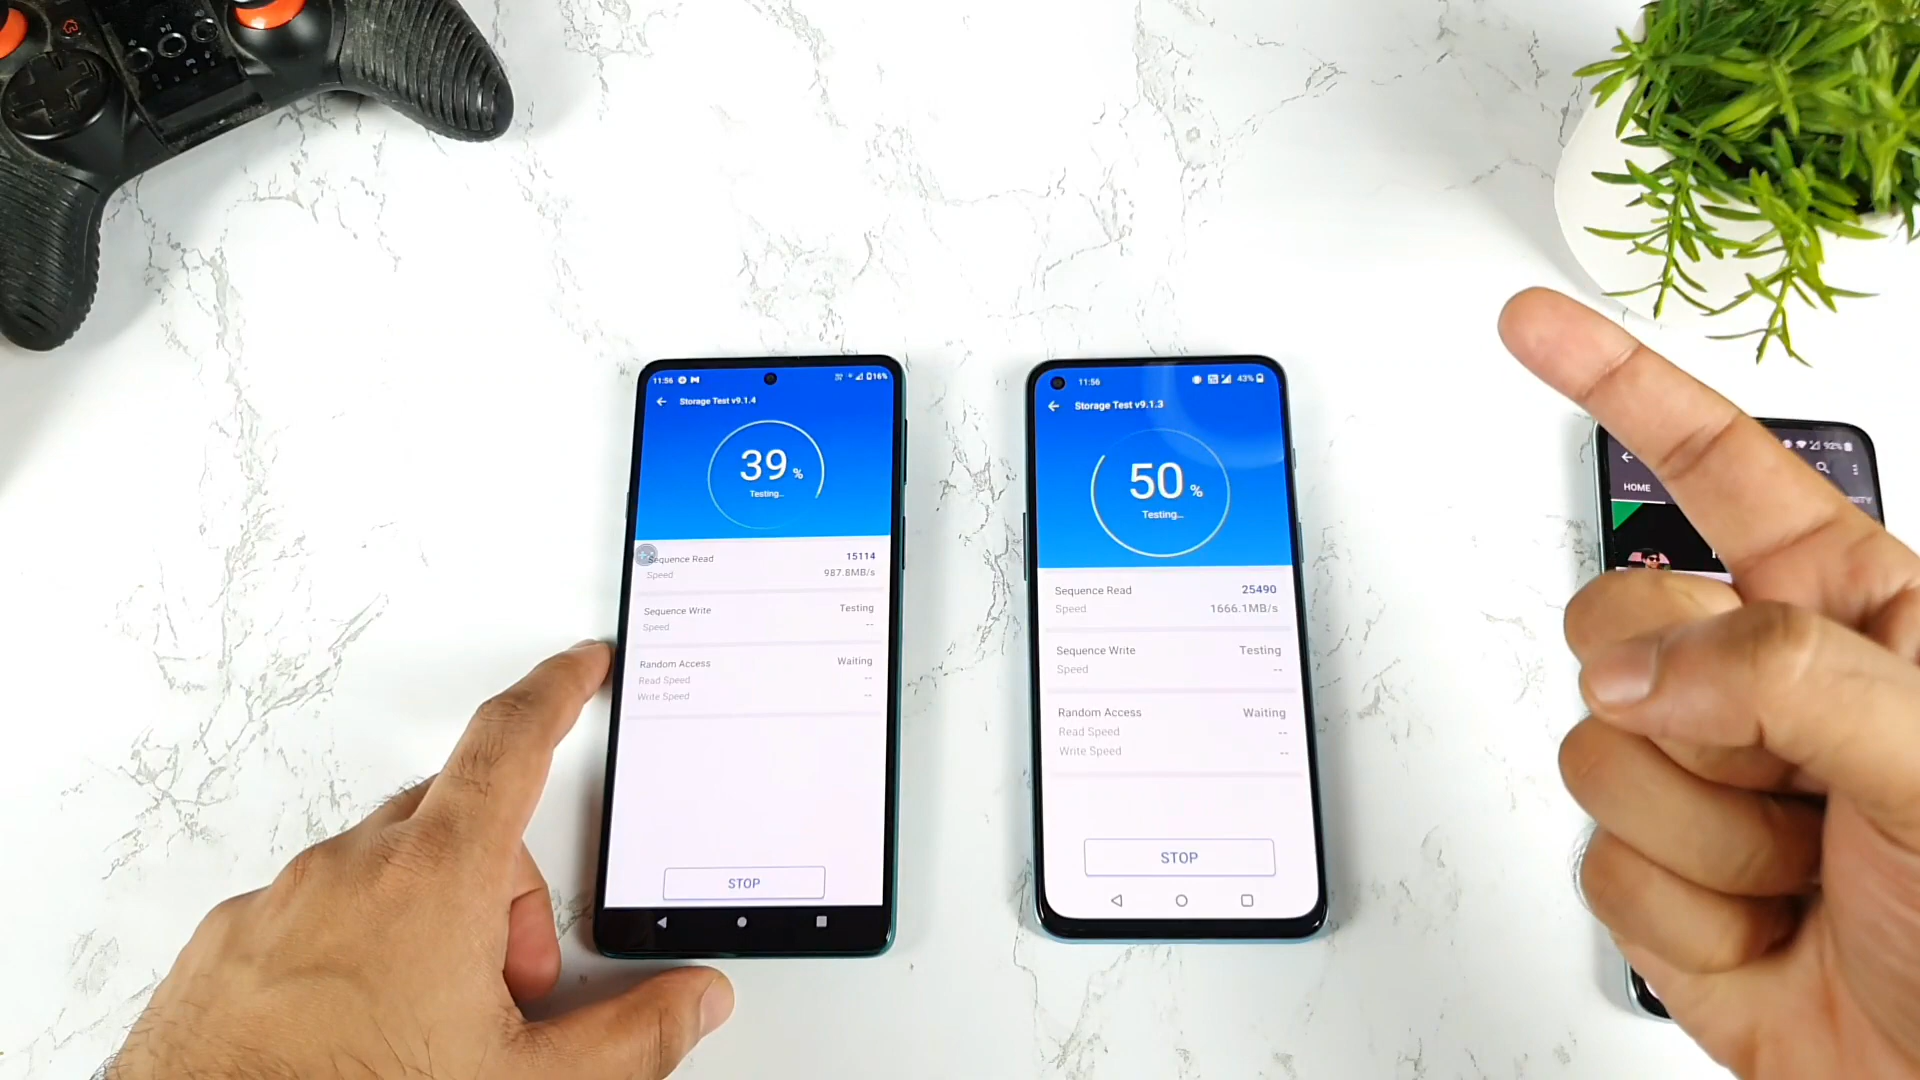 11:56
16%
Storage Test v9.1.4
39 %
Testing...
Sequence Read 15114
Speed 987.8MB/s
Sequence Write Testing
Speed --
Random Access Waiting
Read Speed --
Write Speed --
STOP
11:56
43%
Storage Test v9.1.3
50 %
Testing...
Sequence Read 25490
Speed 1666.1MB/s
Sequence Write Testing
Speed --
Random Access Waiting
Read Speed --
Write Speed --
STOP
92%
HOME